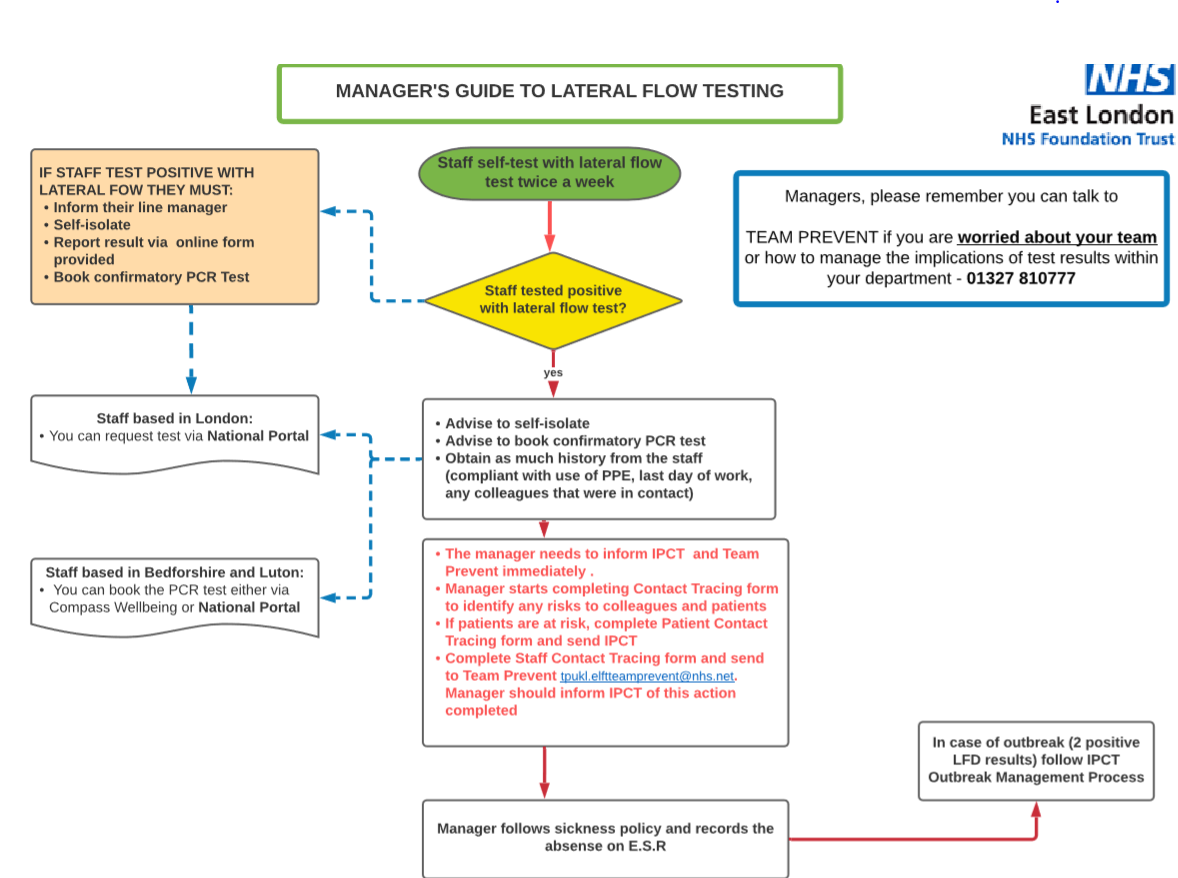 MANAGER'S GUIDE TO LATERAL FLOW TESTING
NHS
East London
NHS Foundation Trust
IF STAFF TEST POSITIVE WITH
LATERAL FOW THEY MUST:
• Inform their line manager
• Self-isolate
• Report result via online form
provided
• Book confirmatory PCR Test
Staff self-test with lateral flow
test twice a week
Managers, please remember you can talk to
TEAM PREVENT if you are worried about your team
or how to manage the implications of test results within
your department - 01327 810777
Staff tested positive
with lateral flow test?
yes
Staff based in London:
• You can request test via National Portal
• Advise to self-isolate
• Advise to book confirmatory PCR test
• Obtain as much history from the staff
(compliant with use of PPE, last day of work,
any colleagues that were in contact)
Staff based in Bedforshire and Luton:
• You can book the PCR test either via
Compass Wellbeing or National Portal
• The manager needs to inform IPCT and Team
Prevent immediately .
• Manager starts completing Contact Tracing form
to identify any risks to colleagues and patients
• If patients are at risk, complete Patient Contact
Tracing form and send IPCT
• Complete Staff Contact Tracing form and send
to Team Prevent tpukl.elftteamprevent@nhs.net.
Manager should inform IPCT of this action
completed
In case of outbreak (2 positive
LFD results) follow IPCT
Outbreak Management Process
Manager follows sickness policy and records the
absense on E.S.R